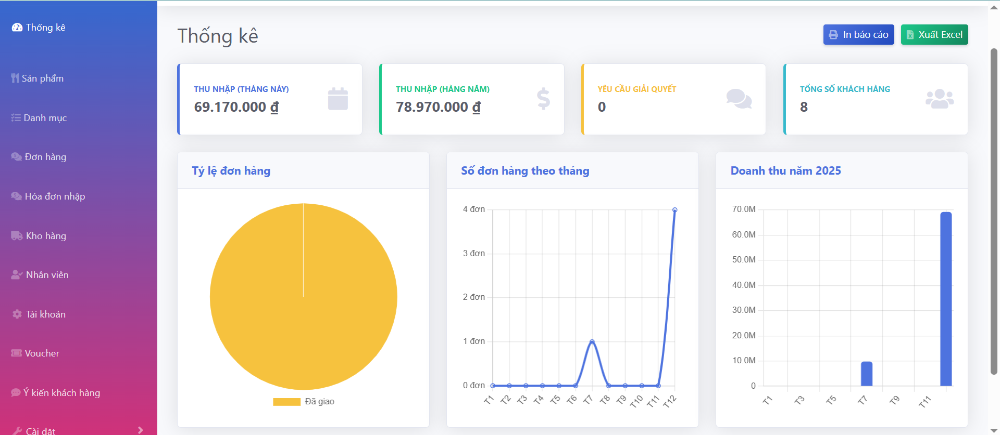 Thống kê
Sản phẩm
Danh mục
Đơn hàng
Hóa đơn nhập
Kho hàng
Nhân viên
Tài khoản
Voucher
Ý kiến khách hàng
Cài đặt
Thống kê
In báo cáo
Xuất Excel
THU NHẬP (THÁNG NÀY)
69.170.000 ₫
THU NHẬP (HÀNG NĂM)
78.970.000 ₫
YÊU CẦU GIẢI QUYẾT
0
TỔNG SỐ KHÁCH HÀNG
8
Tỷ lệ đơn hàng
Đã giao
Số đơn hàng theo tháng
4 đơn
3 đơn
2 đơn
1 đơn
0 đơn
T1 T2 T3 T4 T5 T6 T7 T8 T9 T10 T11 T12
Doanh thu năm 2025
70.0M
60.0M
50.0M
40.0M
30.0M
20.0M
10.0M
0
T1 T3 T5 T7 T9 T11